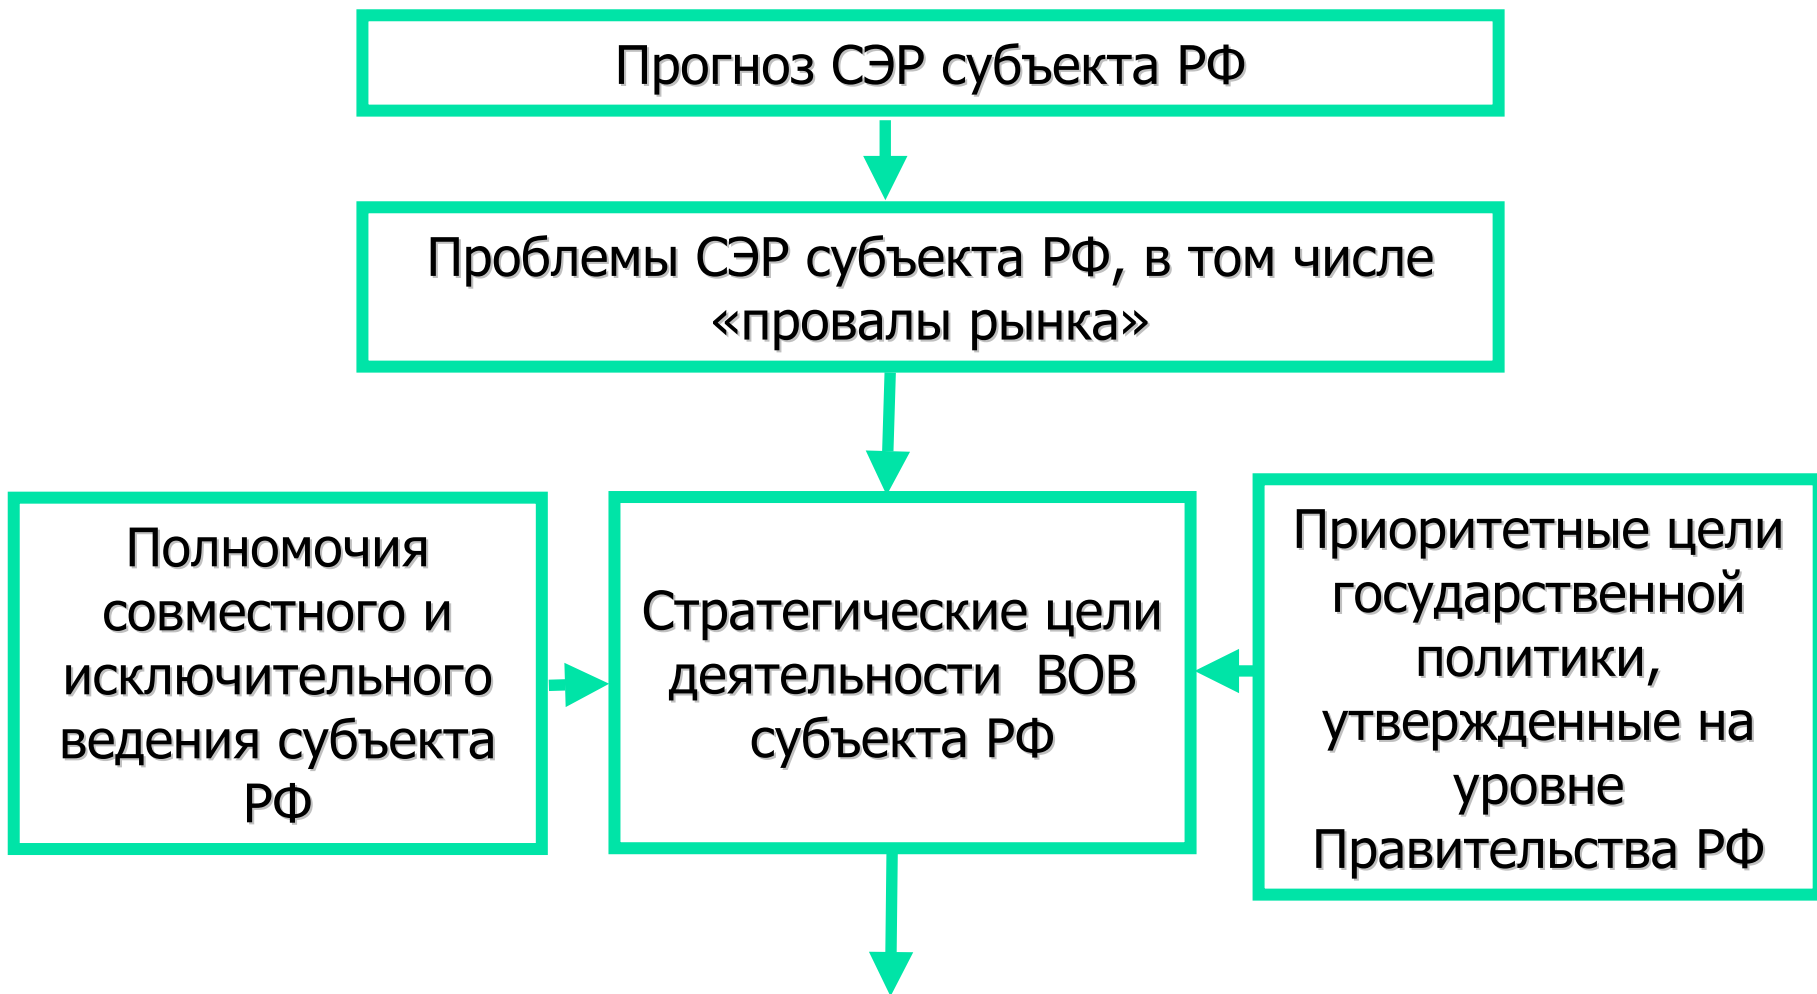 Прогноз СЭР субъекта РФ
Проблемы СЭР субъекта РФ, в том числе
«провалы рынка»
Полномочия
совместного и
исключительного
ведения субъекта
РФ
Стратегические цели
деятельности  ВОВ
субъекта РФ
Приоритетные цели
государственной
политики,
утвержденные на
уровне
Правительства РФ